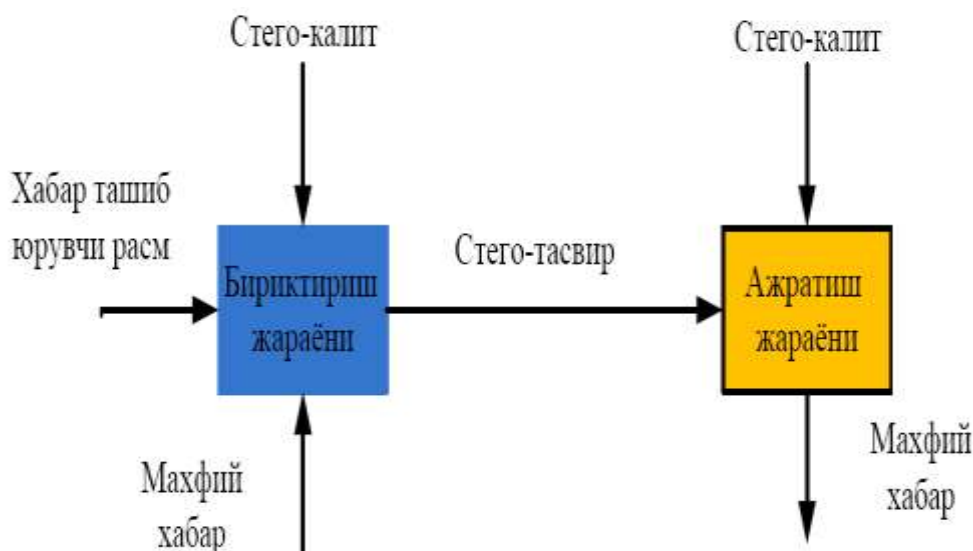 Стего-калит
Стего-калит
Хабар ташиб
юрувчи расм
Бириктириш
жараёни
Стего-тасвир
Ажратиш
жараёни
Махфий
хабар
Махфий
хабар